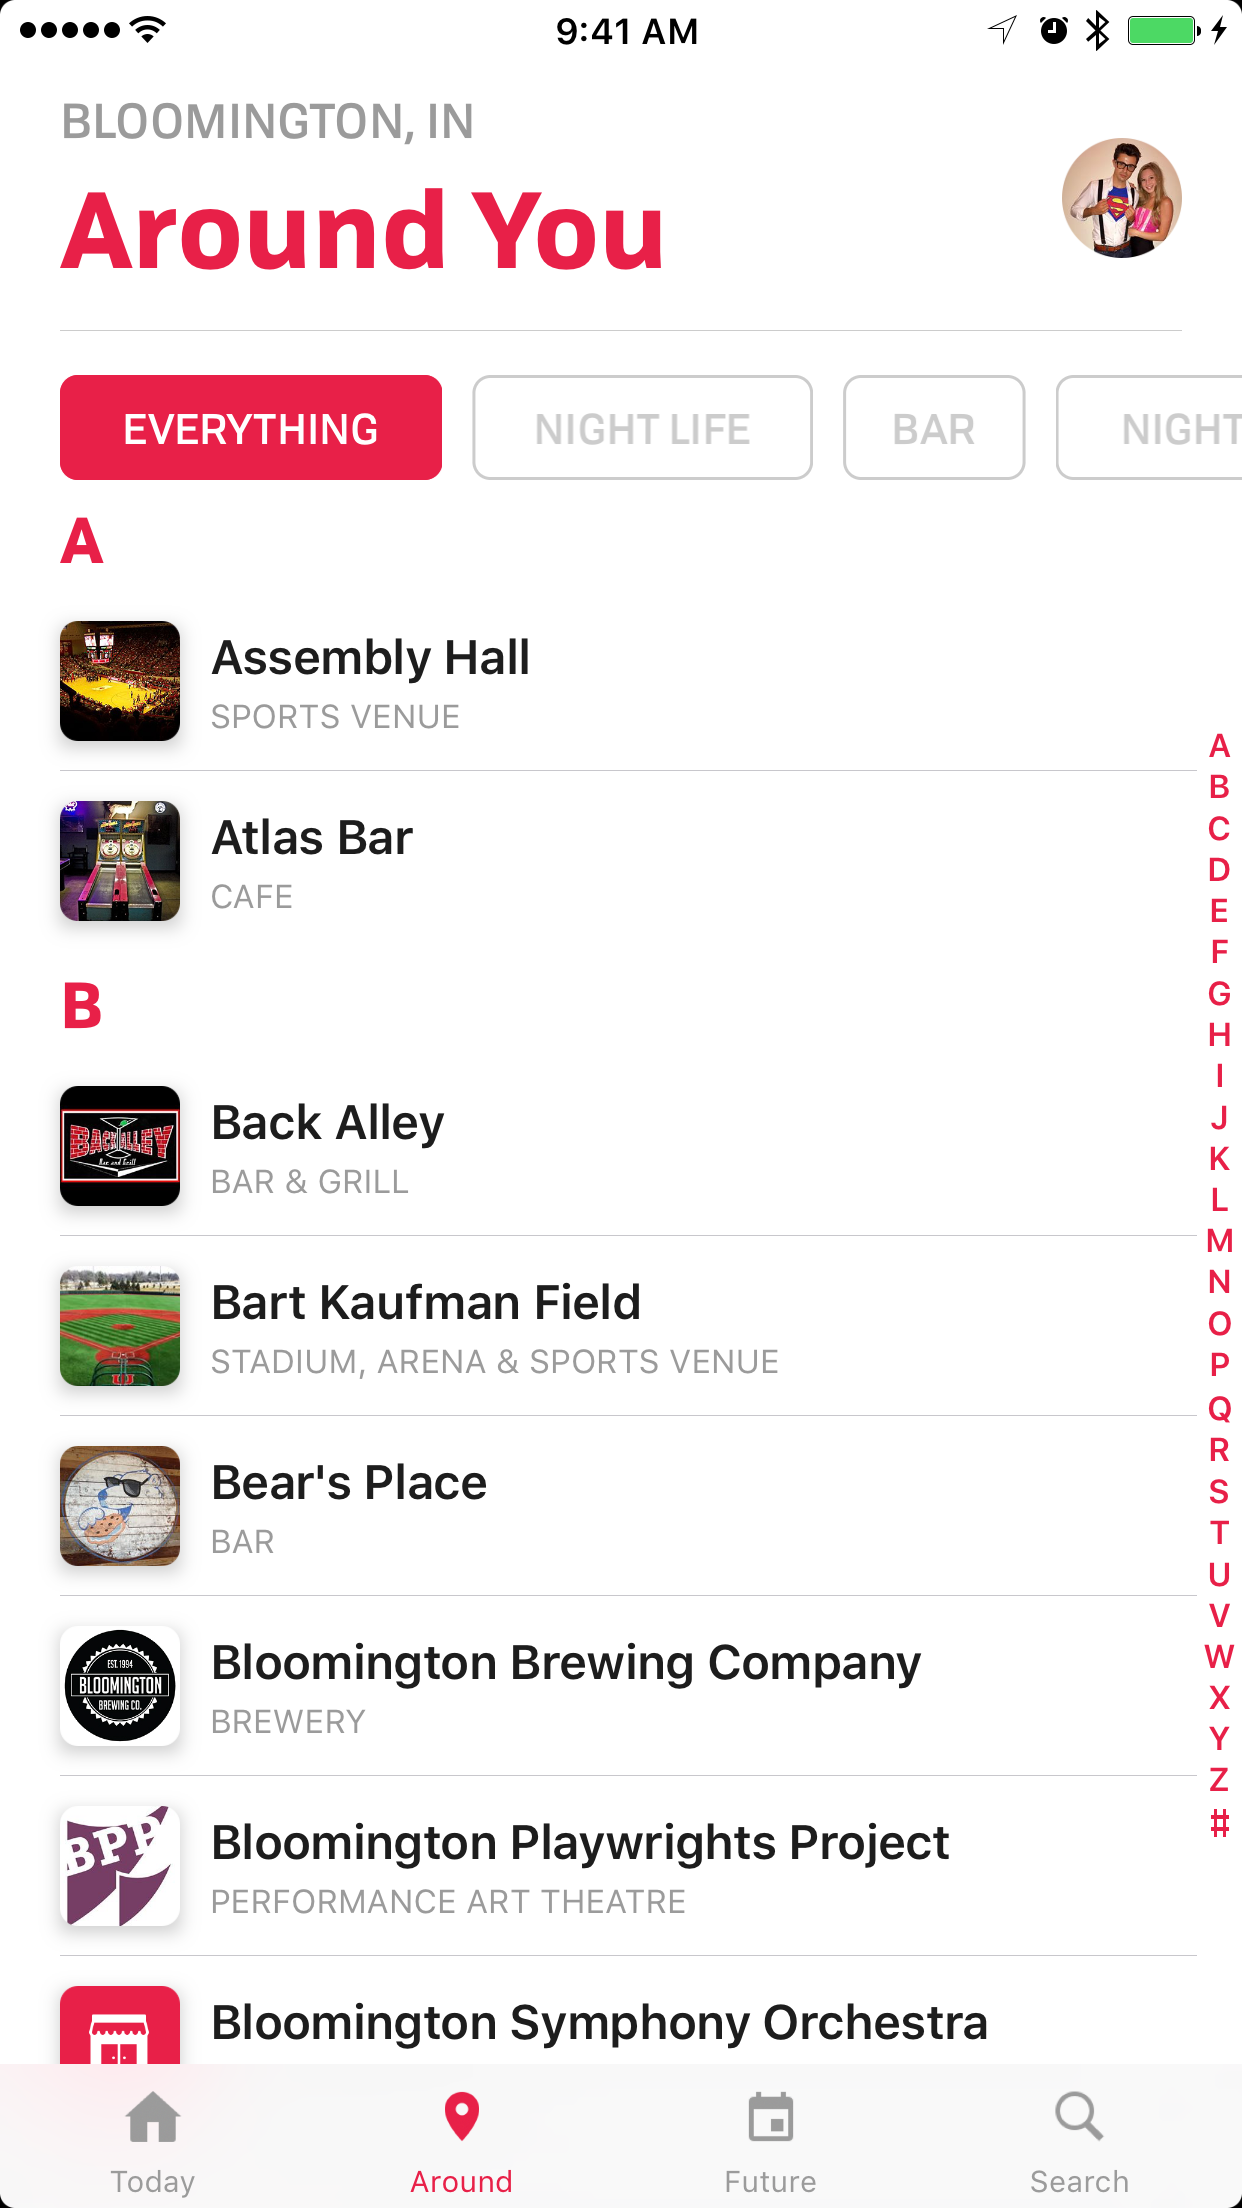 9:41 AM
BLOOMINGTON, IN
Around You
EVERYTHING
NIGHT LIFE
BAR
NIGHT
A
Assembly Hall
SPORTS VENUE
Atlas Bar
CAFE
B
BACK ALLEY
Bar and Grill
Back Alley
BAR & GRILL
Bart Kaufman Field
STADIUM, ARENA & SPORTS VENUE
Bear's Place
BAR
EST. 1994
BLOOMINGTON
BREWING CO.
Bloomington Brewing Company
BREWERY
BPP
Bloomington Playwrights Project
PERFORMANCE ART THEATRE
Bloomington Symphony Orchestra
A
B
C
D
E
F
G
H
I
J
K
L
M
N
O
P
Q
R
S
T
U
V
W
X
Y
Z
#
Today
Around
Future
Search